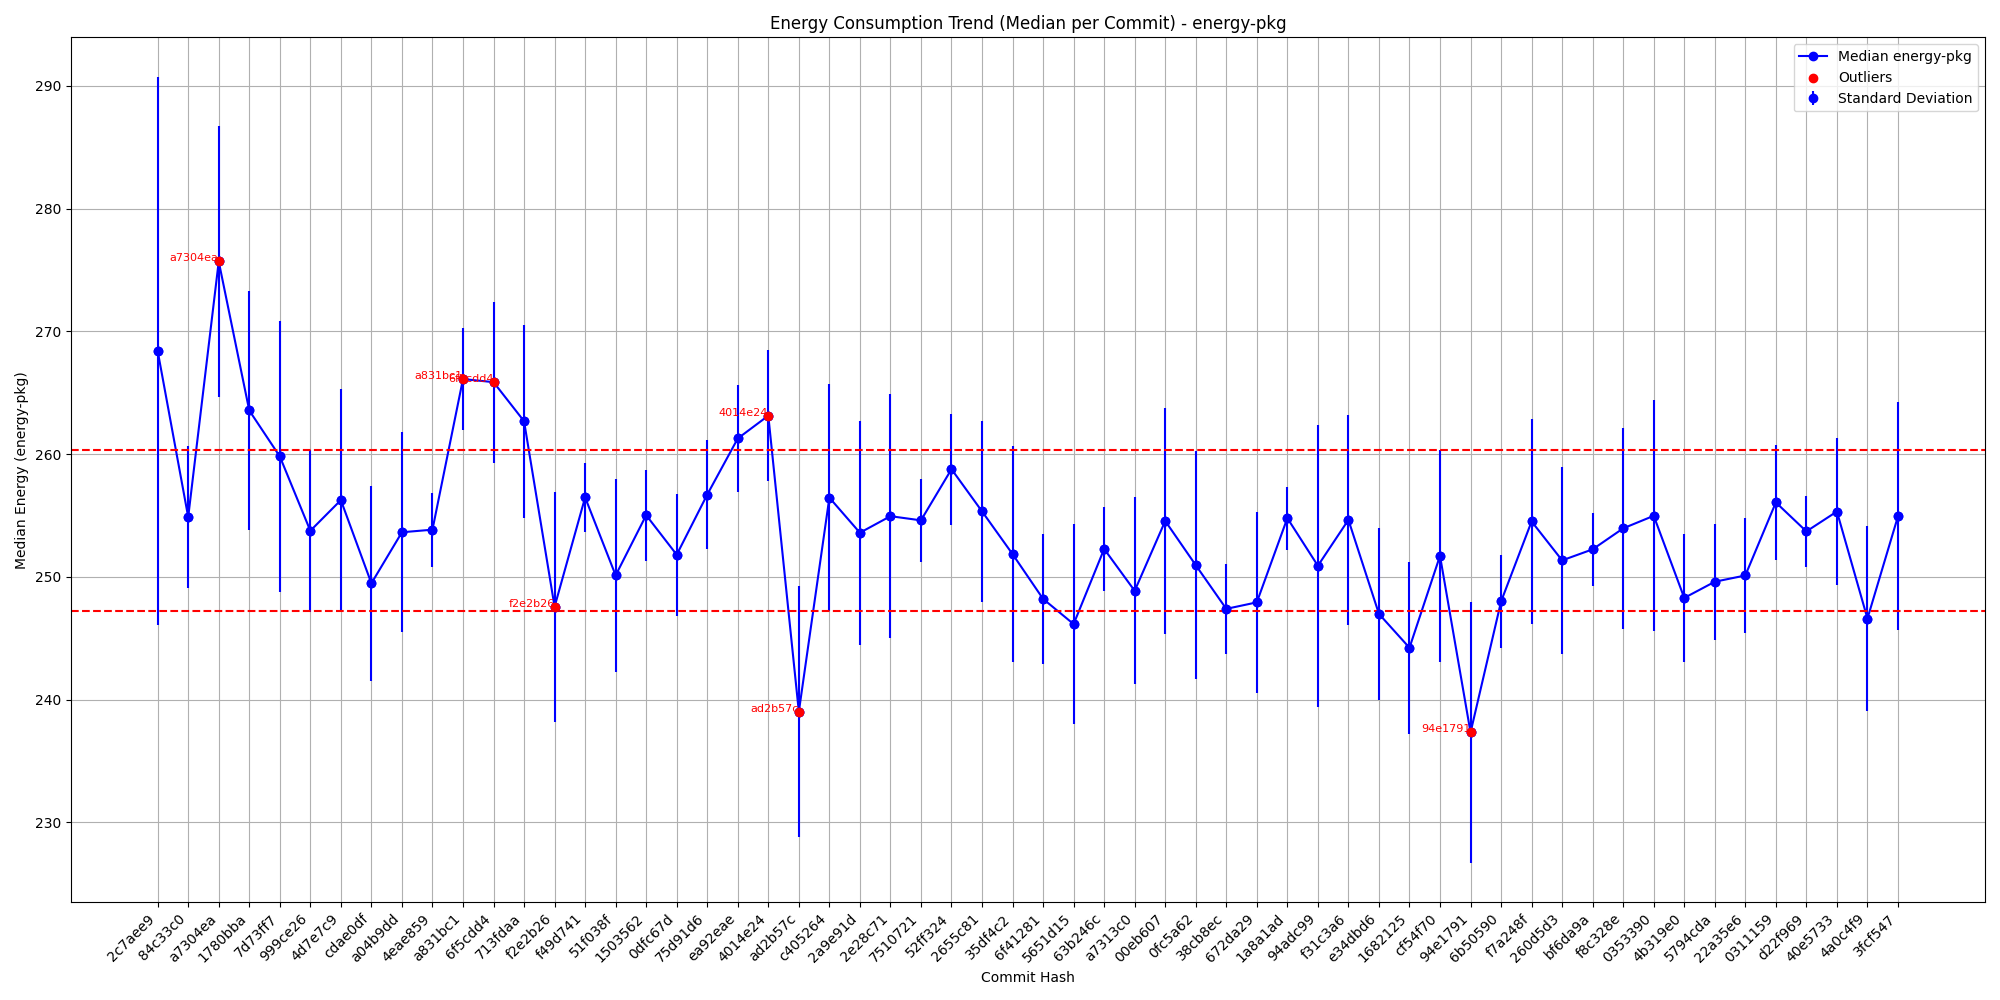 Energy Consumption Trend (Median per Commit) - energy-pkg
Median energy-pkg
Outliers
Standard Deviation
Median Energy (energy-pkg)
290
280
270
260
250
240
230
a7304ea
a831bc1
6f5cdd4
4014e24
f2e2b26
ad2b57c
94e1791
2c7aee9
84c33c0
a7304ea
1780bba
7d73ff7
999ce26
4d7e7c9
cdae0df
a04b9dd
4eae859
a831bc1
6f5cdd4
713fdaa
f2e2b26
f49d741
51f038f
1503562
0dfc67d
75d91d6
ea92eae
4014e24
ad2b57c
c405264
2a9e91d
2e28c71
7510721
52ff324
2655c81
35df4c2
6f41281
5651d15
63b246c
a7313c0
00eb607
0fc5a62
38cb8ec
672da29
1a8a1ad
94adc99
f31c3a6
e34dbd6
1682125
cf54f70
94e1791
6b50590
f7a248f
260d5d3
bf6da9a
f8c328e
0353390
4b319e0
5794cda
22a35e6
0311159
d22f969
40e5733
4a0c4f9
3fcf547
Commit Hash